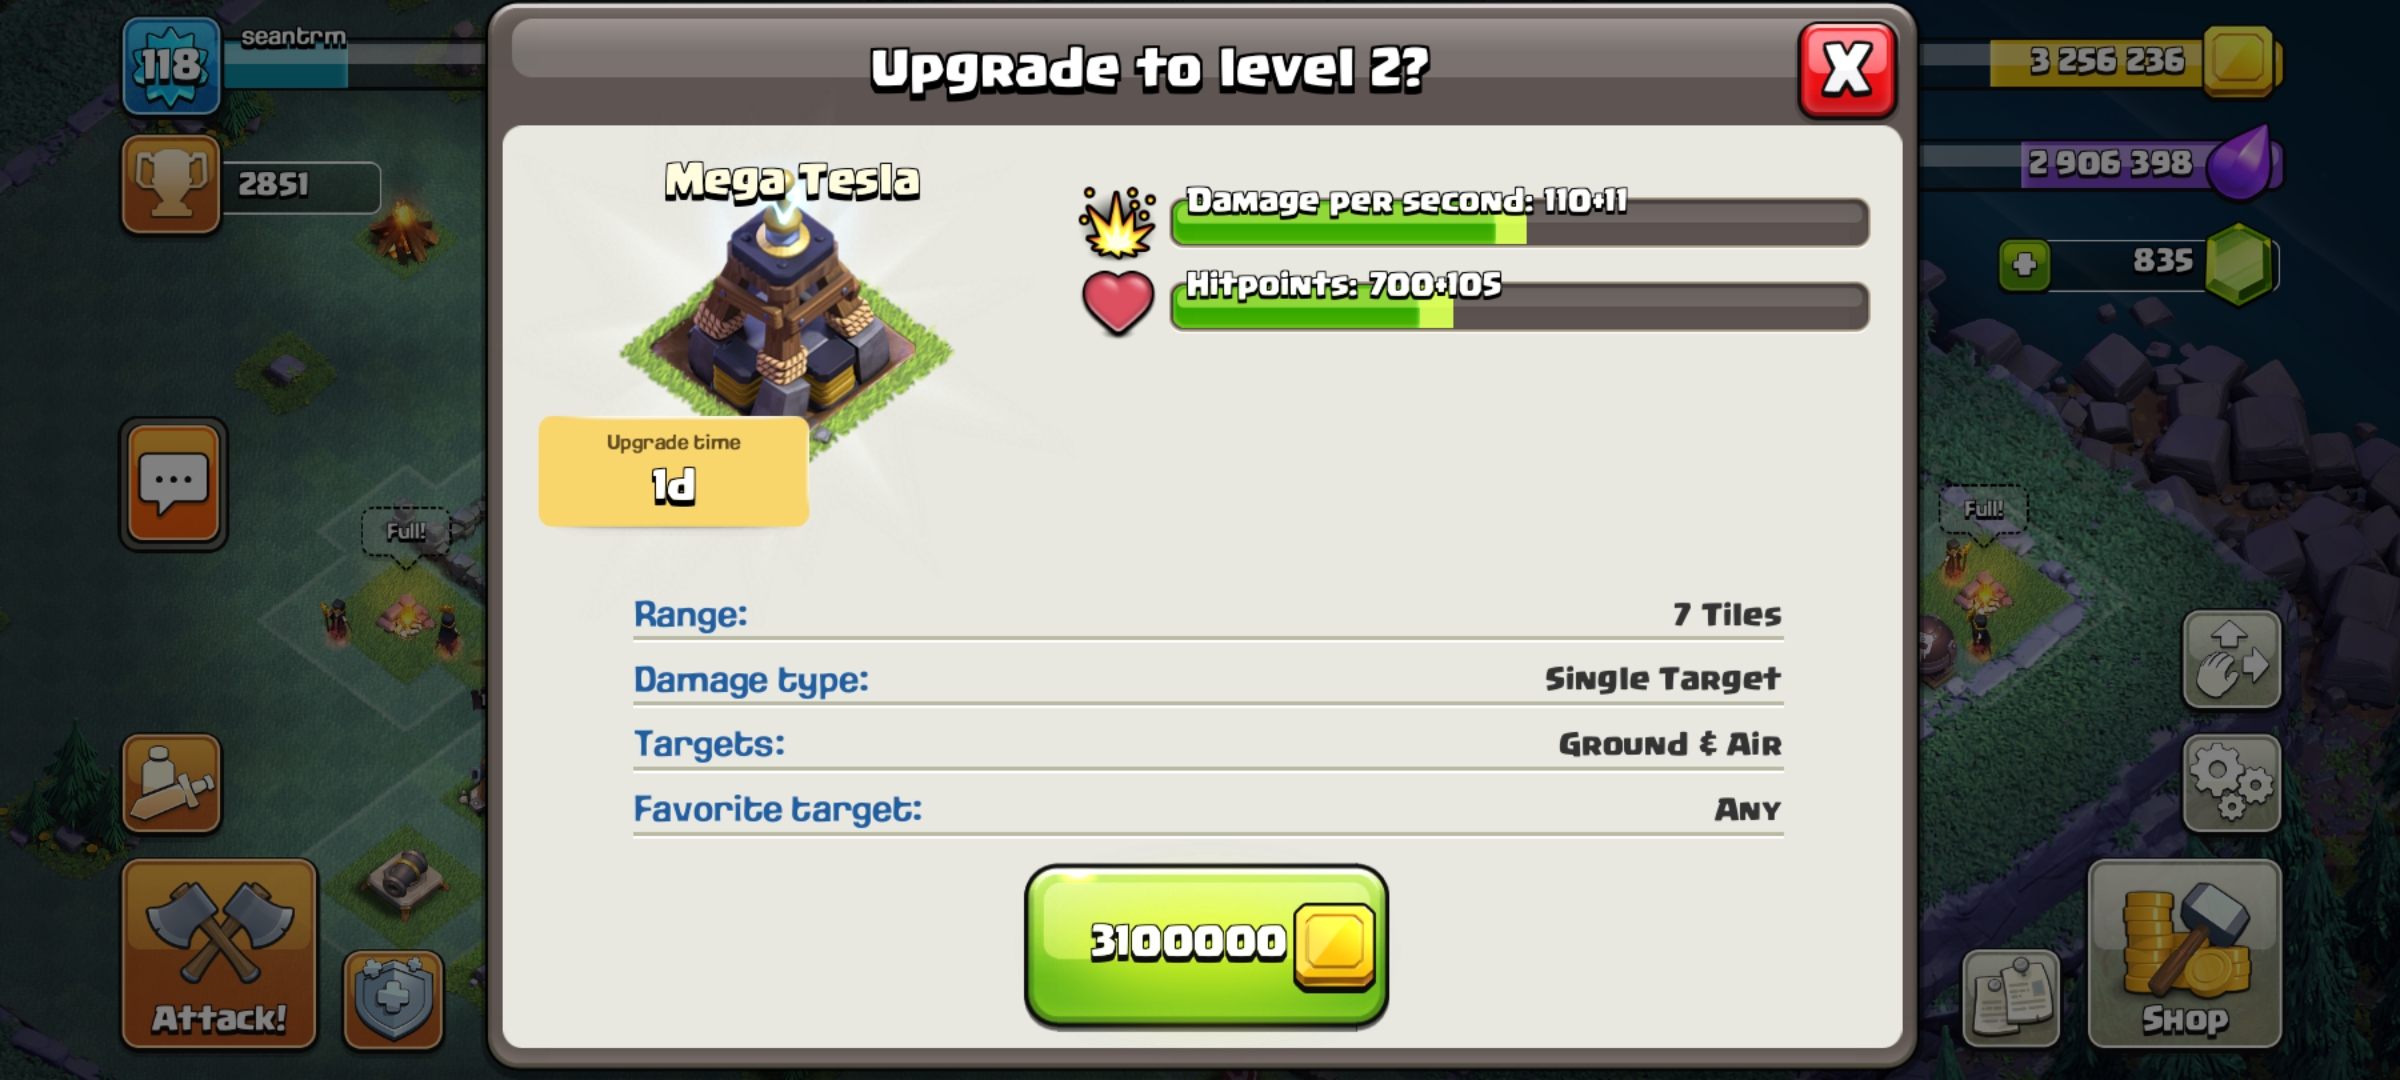 118
seantrm
2851
Full!
Attack!
Upgrade to level 2?
X
Mega Tesla
Damage per second: 110+11
Hitpoints: 700+105
Upgrade time
1d
Range: 7 Tiles
Damage type: Single Target
Targets: Ground & Air
Favorite target: Any
3100000
3 256 236
2 906 398
835
Full!
Shop